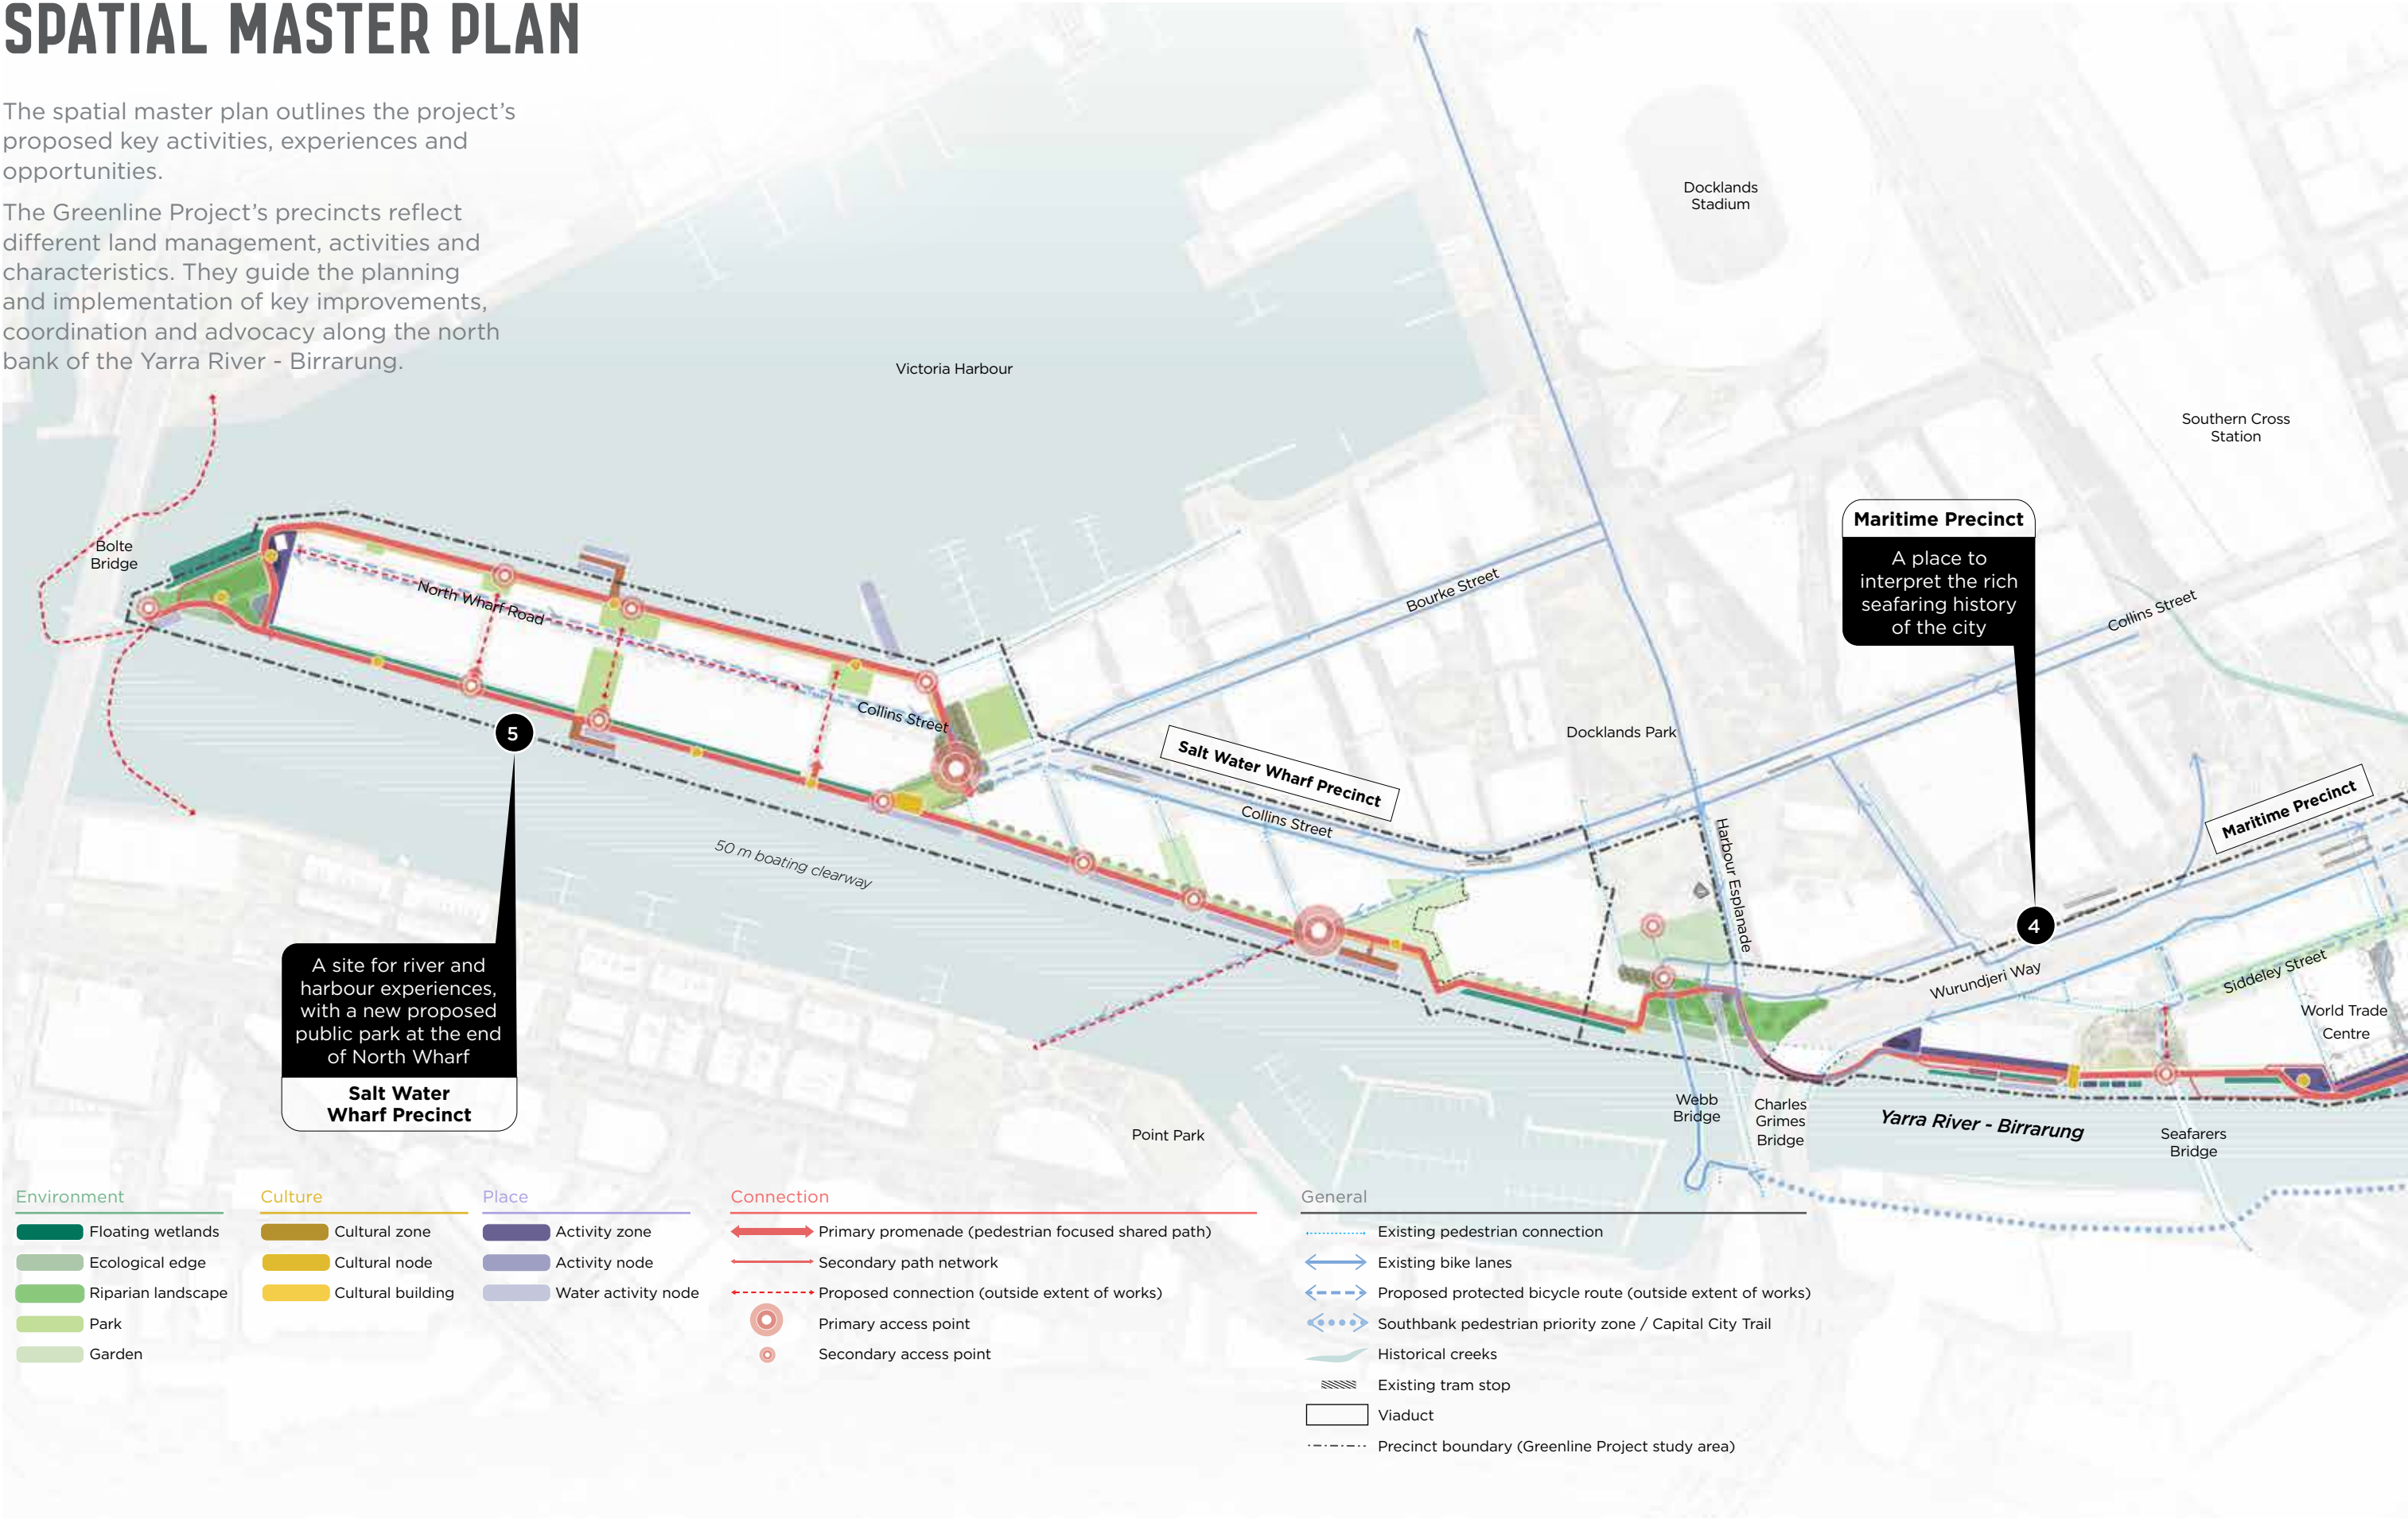 SPATIAL MASTER PLAN
The spatial master plan outlines the project's
proposed key activities, experiences and
opportunities.
The Greenline Project's precincts reflect
different land management, activities and
characteristics. They guide the planning
and implementation of key improvements,
coordination and advocacy along the north
bank of the Yarra River - Birrarung.
Docklands
Stadium
Victoria Harbour
Southern Cross
Station
Maritime Precinct
A place to
interpret the rich
seafaring history
of the city
Bolte
Bridge
North Wharf Road
Bourke Street
Collins Street
Collins Street
5
Salt Water Wharf Precinct
Docklands Park
Collins Street
Maritime Precinct
50 m boating clearway
Harbour Esplanade
4
A site for river and
harbour experiences,
with a new proposed
public park at the end
of North Wharf
Salt Water
Wharf Precinct
Wurundjeri Way
Siddeley Street
World Trade
Centre
Webb
Bridge
Charles
Grimes
Bridge
Yarra River - Birrarung
Seafarers
Bridge
Point Park
Environment
Floating wetlands
Ecological edge
Riparian landscape
Park
Garden
Culture
Cultural zone
Cultural node
Cultural building
Place
Activity zone
Activity node
Water activity node
Connection
Primary promenade (pedestrian focused shared path)
Secondary path network
Proposed connection (outside extent of works)
Primary access point
Secondary access point
General
Existing pedestrian connection
Existing bike lanes
Proposed protected bicycle route (outside extent of works)
Southbank pedestrian priority zone / Capital City Trail
Historical creeks
Existing tram stop
Viaduct
Precinct boundary (Greenline Project study area)